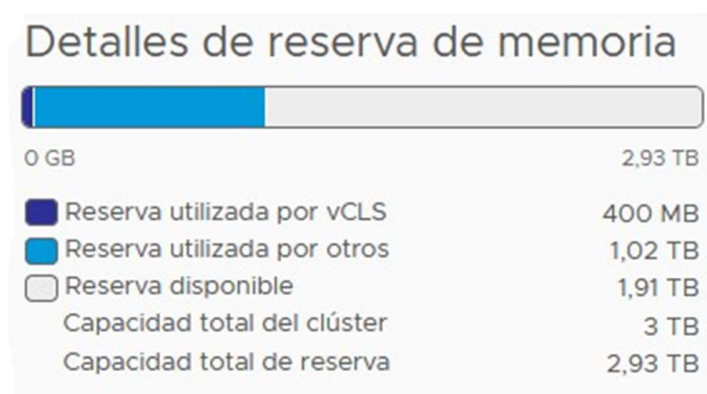 Detalles de reserva de memoria
0 GB 2,93 TB
Reserva utilizada por vCLS 400 MB
Reserva utilizada por otros 1,02 TB
Reserva disponible 1,91 TB
Capacidad total del clúster 3 TB
Capacidad total de reserva 2,93 TB